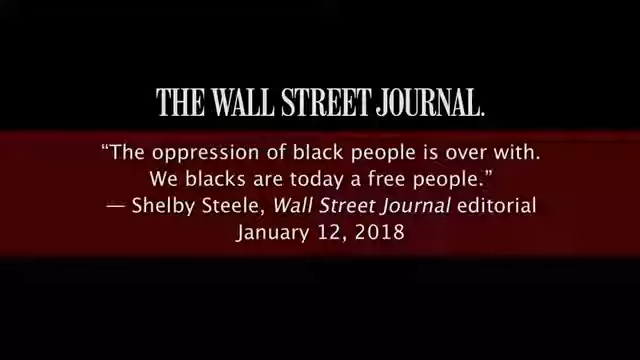 THE WALL STREET JOURNAL.
“The oppression of black people is over with.
We blacks are today a free people.”
— Shelby Steele, Wall Street Journal editorial
January 12, 2018